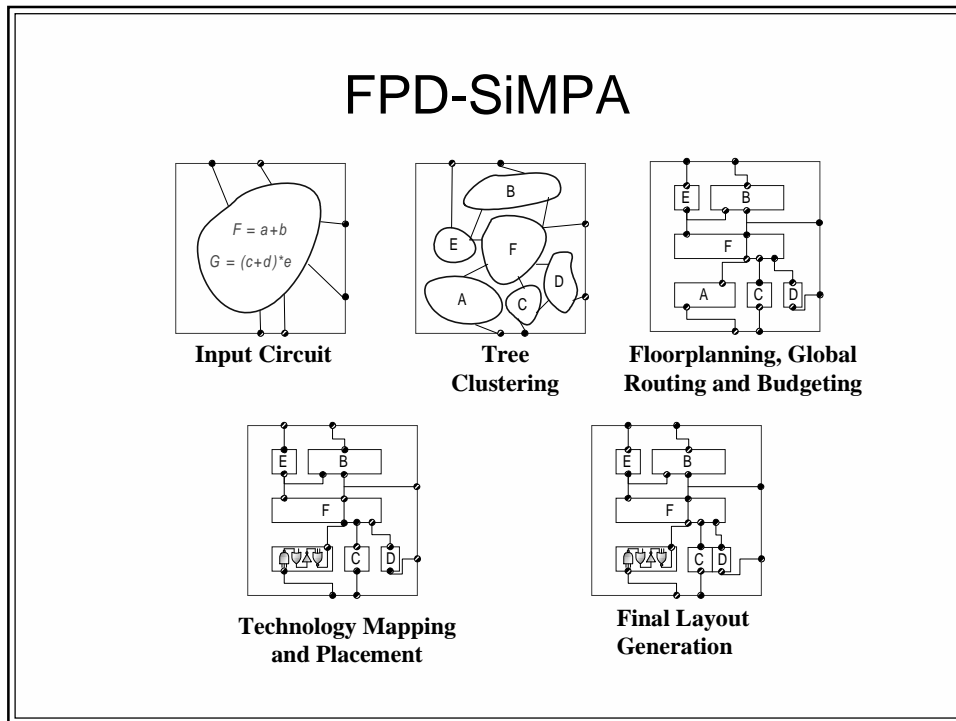 FPD-SiMPA
F = a+b
G = (c+d)*e
Input Circuit
B
E
F
D
A
C
Tree
Clustering
E
B
F
A
C
D
Floorplanning, Global
Routing and Budgeting
E
B
F
C
D
Technology Mapping
and Placement
E
B
F
C
D
Final Layout
Generation